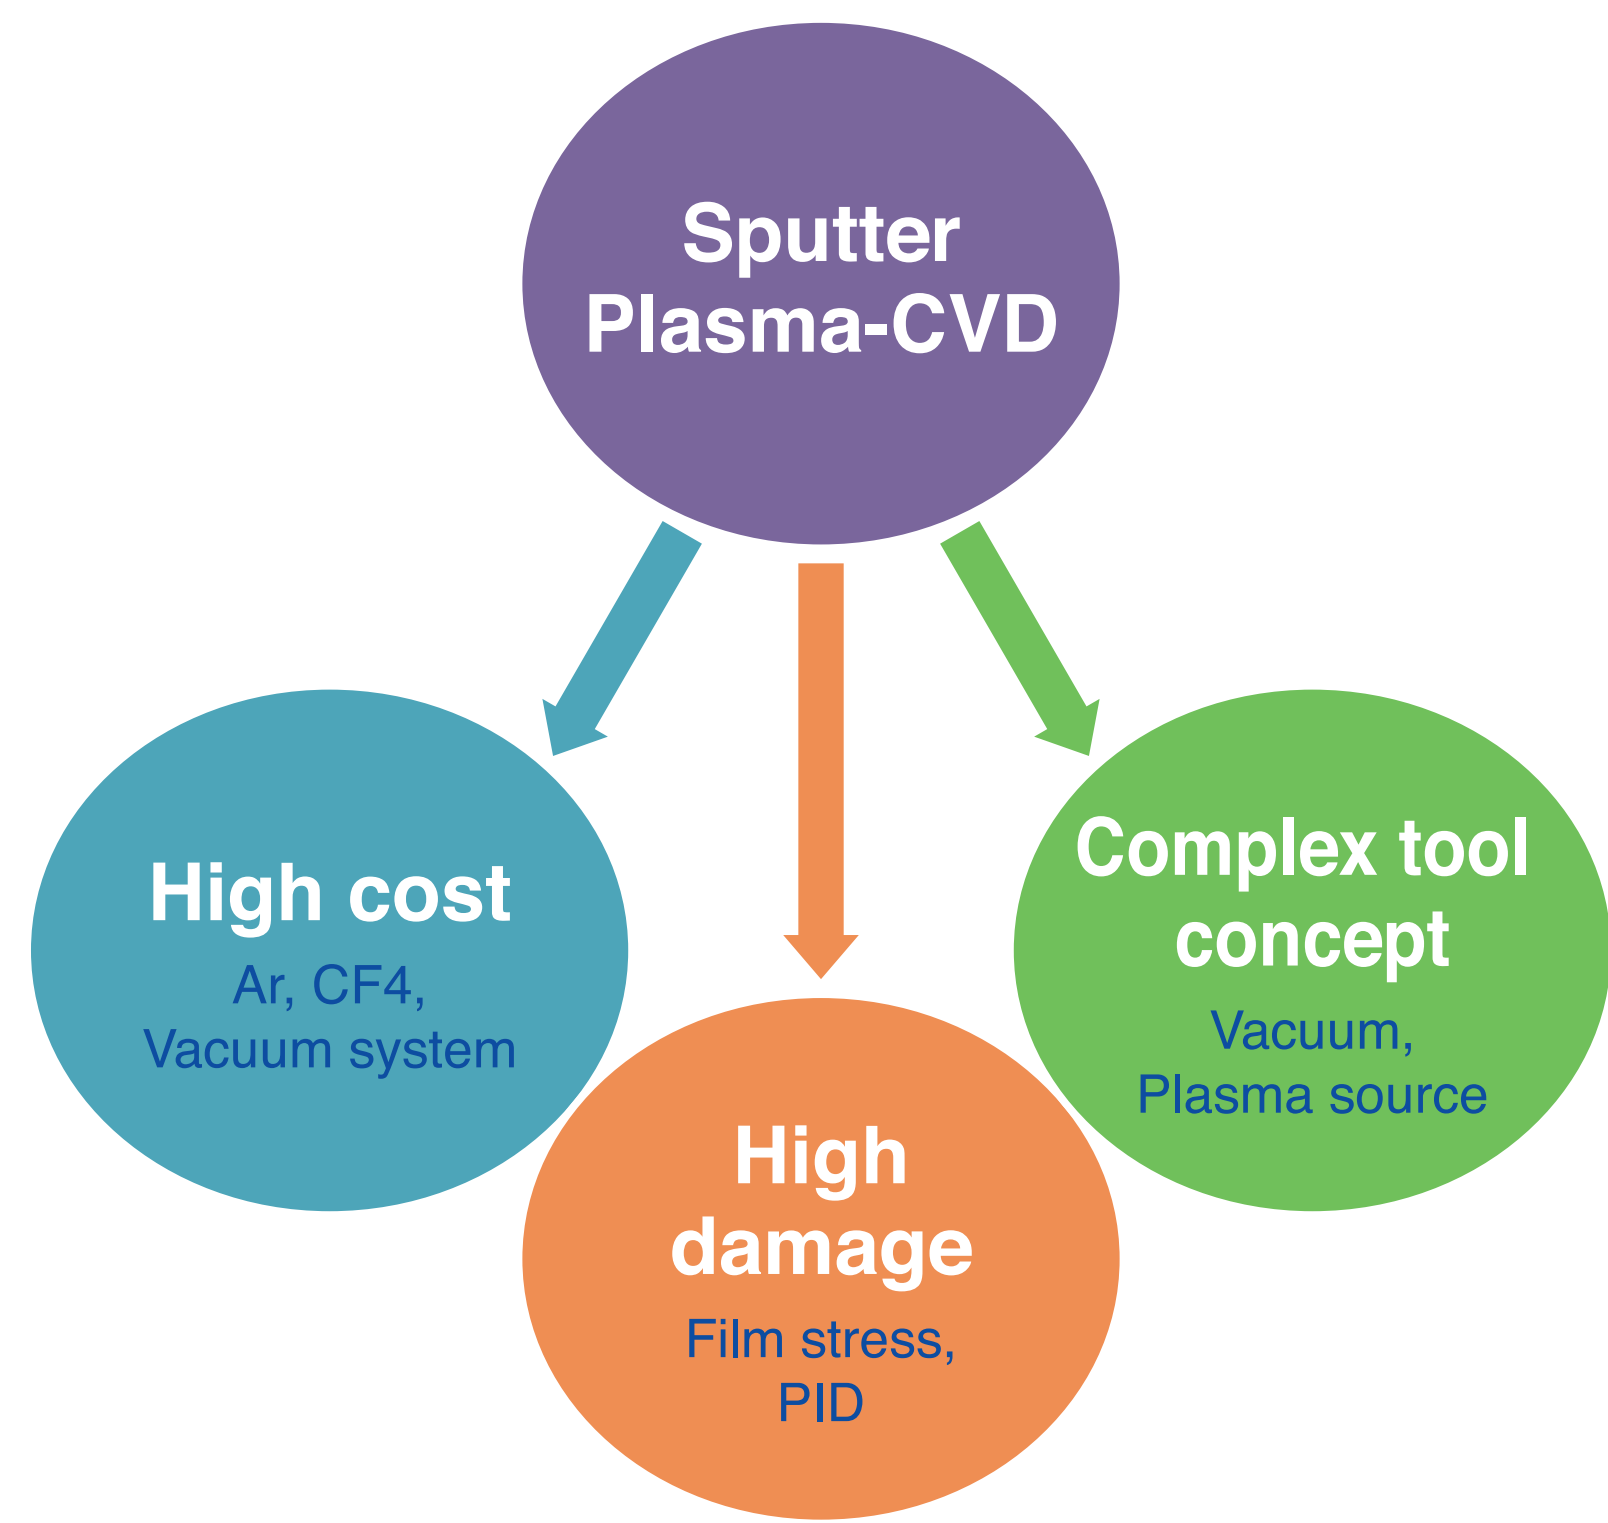 Sputter
Plasma-CVD
High cost
Ar, CF4,
Vacuum system
High
damage
Film stress,
PID
Complex tool
concept
Vacuum,
Plasma source